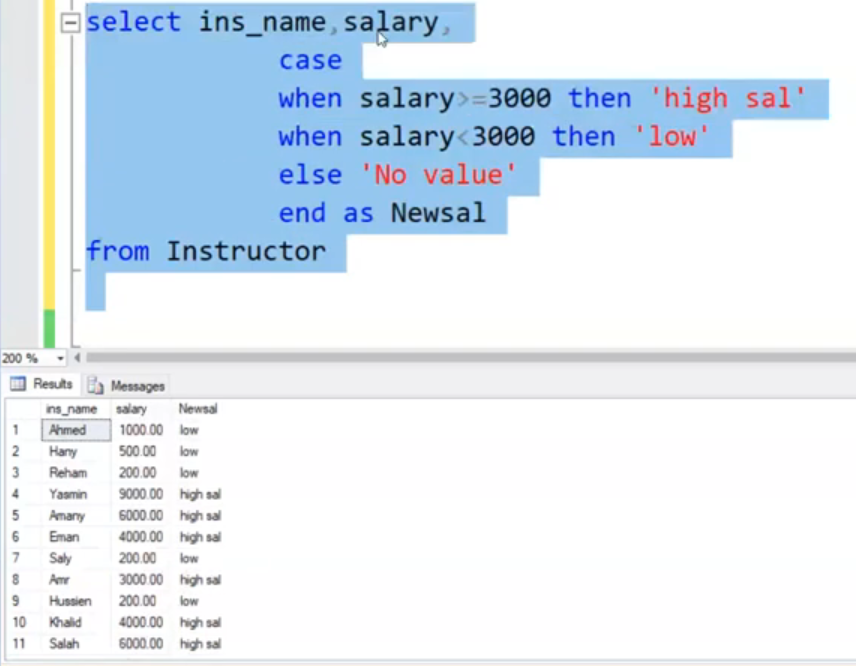 select ins_name,salary,
case
when salary>=3000 then 'high sal'
when salary<3000 then 'low'
else 'No value'
end as Newsal
from Instructor
200 %
Results Messages
ins_name salary Newsal
1 Ahmed 1000.00 low
2 Hany 500.00 low
3 Reham 200.00 low
4 Yasmin 9000.00 high sal
5 Amany 6000.00 high sal
6 Eman 4000.00 high sal
7 Saly 200.00 low
8 Amr 3000.00 high sal
9 Hussien 200.00 low
10 Khalid 4000.00 high sal
11 Salah 6000.00 high sal